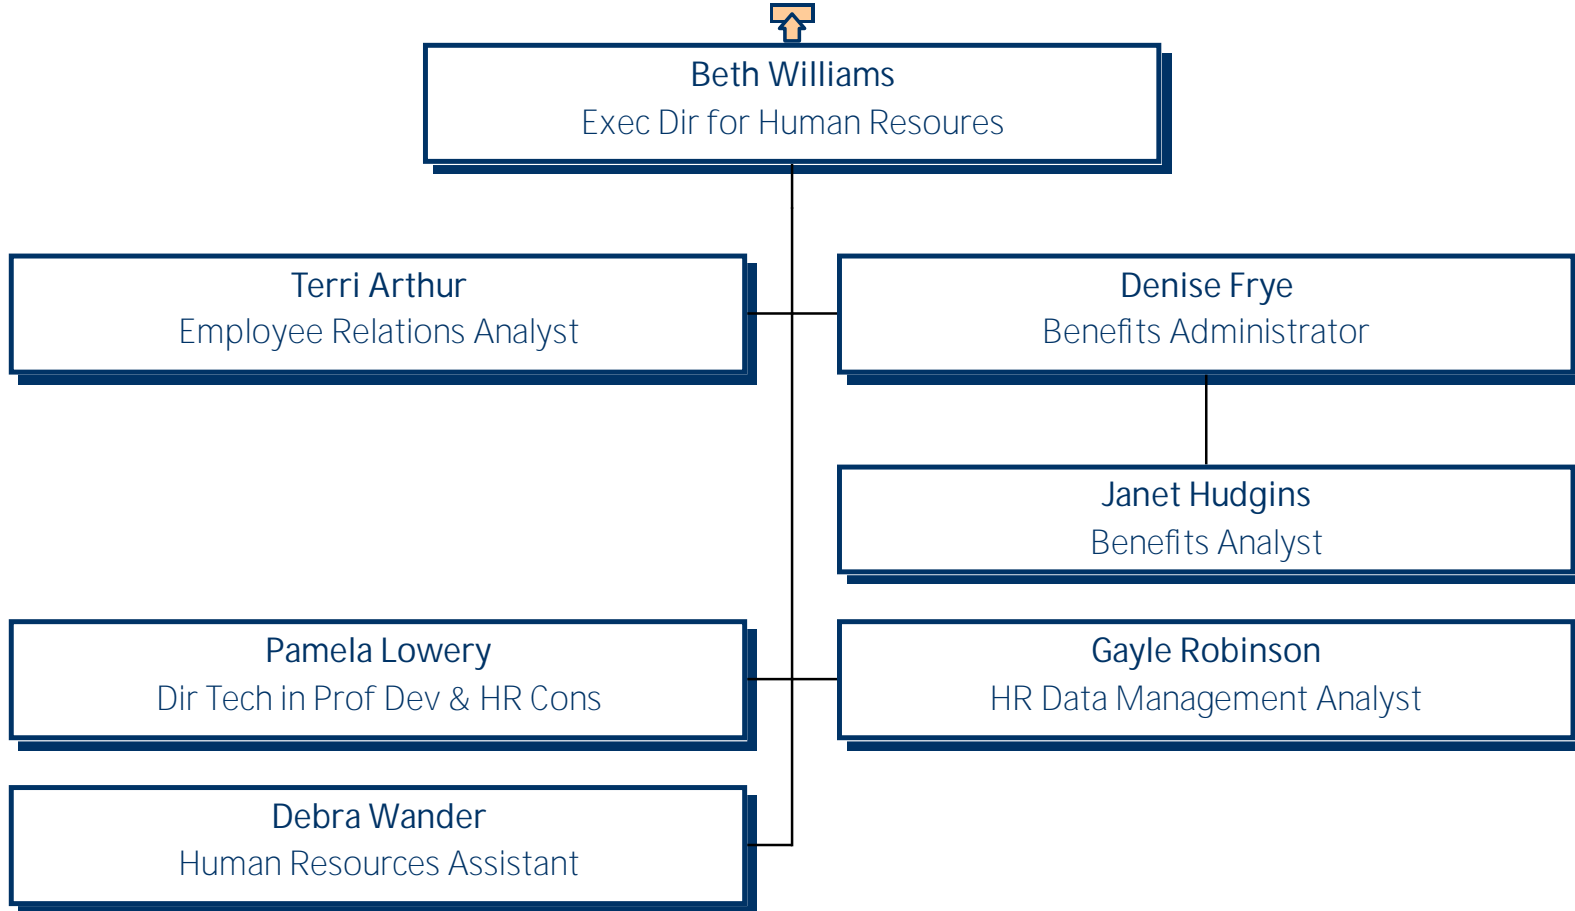 Beth Williams
Exec Dir for Human Resoures
Terri Arthur
Employee Relations Analyst
Denise Frye
Benefits Administrator
Janet Hudgins
Benefits Analyst
Pamela Lowery
Dir Tech in Prof Dev & HR Cons
Gayle Robinson
HR Data Management Analyst
Debra Wander
Human Resources Assistant